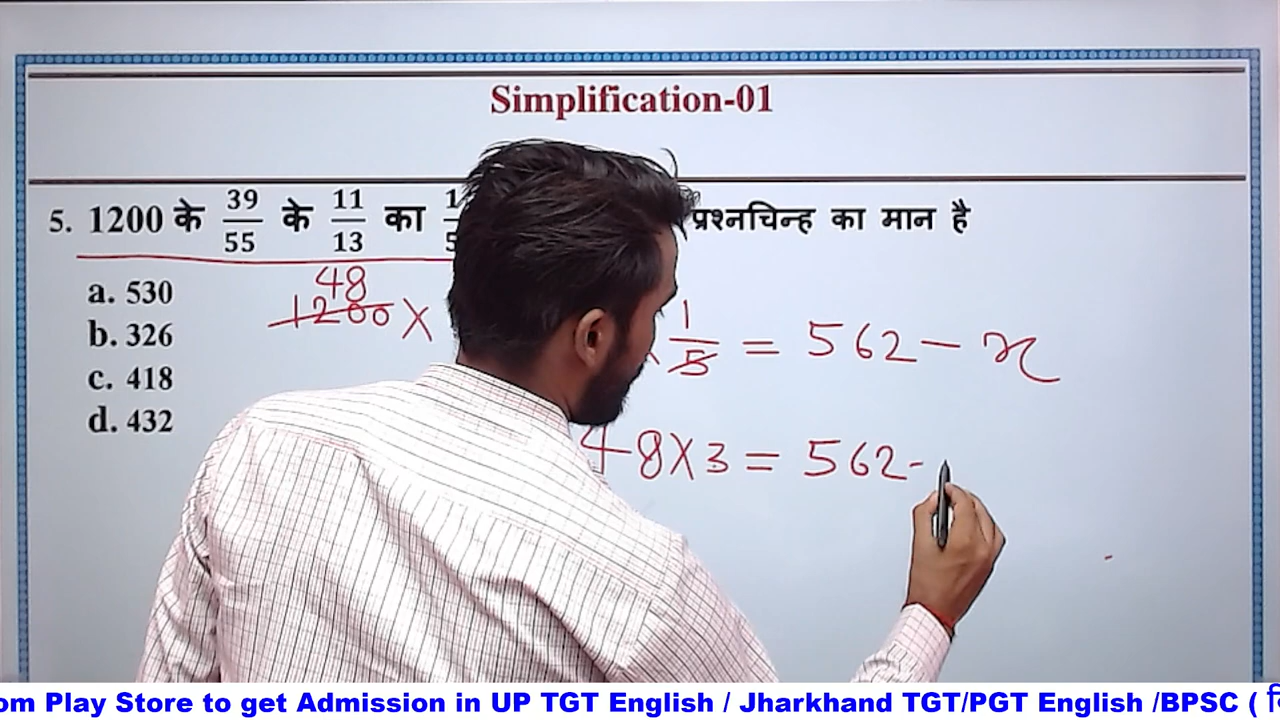 Simplification-01
5. 1200 के 39/55 के 11/13 का प्रश्नचिन्ह का मान है
a. 530
b. 326
c. 418
d. 432
48
1200 X
1/5 = 562 - x
48 X 3 = 562 -
om Play Store to get Admission in UP TGT English / Jharkhand TGT/PGT English /BPSC (